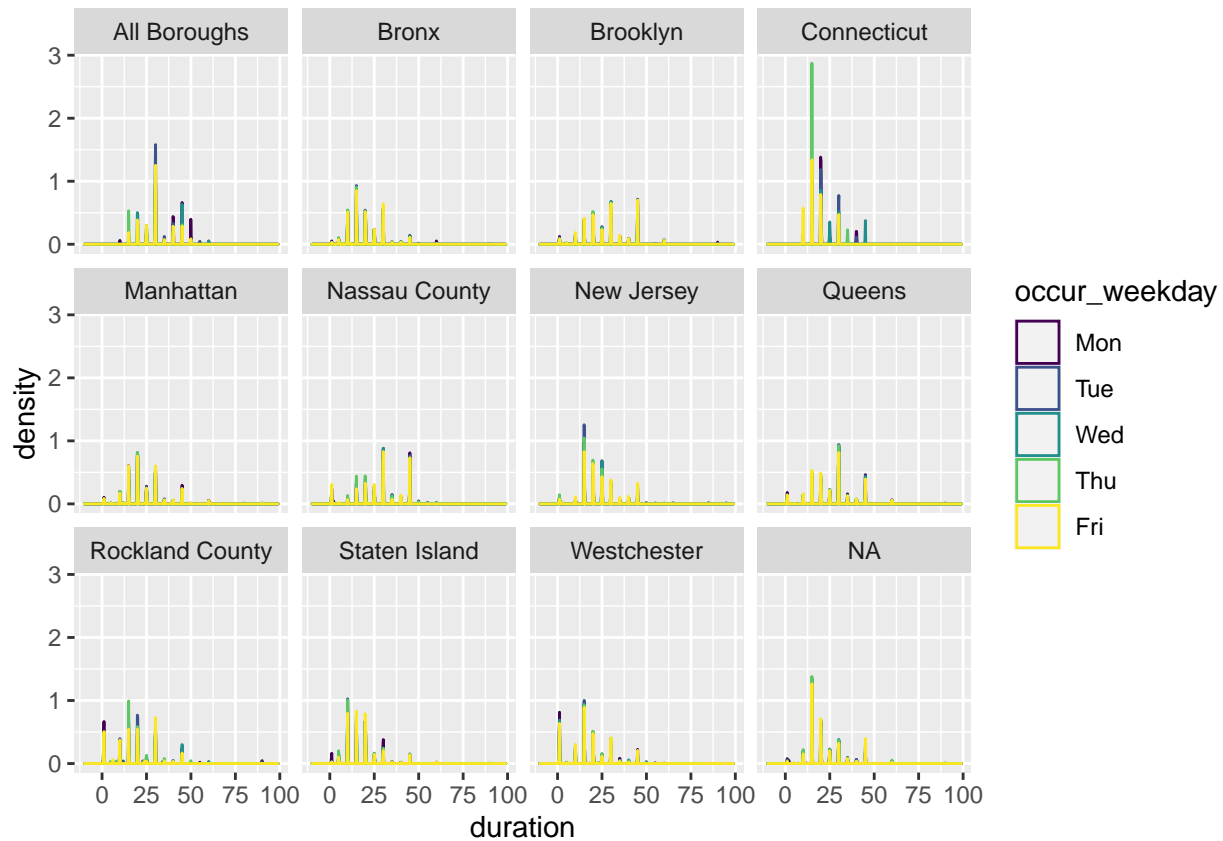 All Boroughs Bronx Brooklyn Connecticut
3
2
1
0
Manhattan Nassau County New Jersey Queens
3
2
1
0
Rockland County Staten Island Westchester NA
3
2
1
0
0 25 50 75 100 0 25 50 75 100 0 25 50 75 100 0 25 50 75 100
duration
density
occur_weekday
Mon
Tue
Wed
Thu
Fri